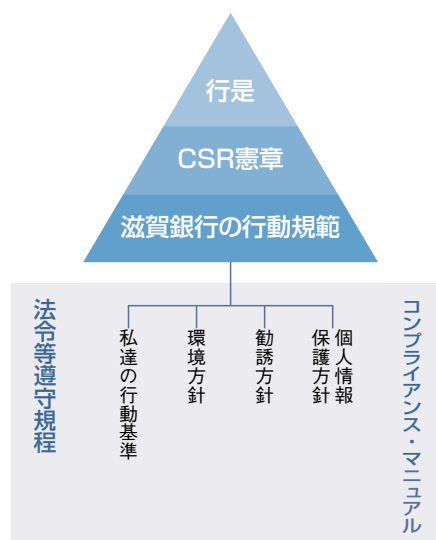 行是
CSR憲章
滋賀銀行の行動規範
法令等遵守規程
私達の行動基準
環境方針
勧誘方針
個人情報
保護方針
コンプライアンス・マニュアル